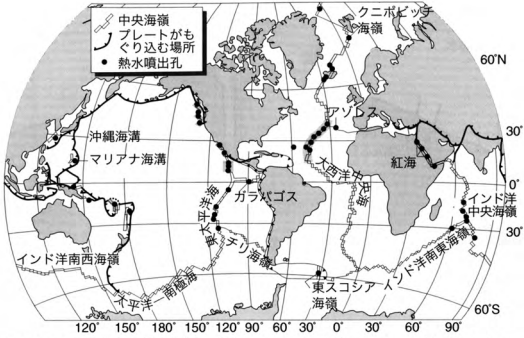 中央海嶺
プレートがも
ぐり込む場所
熱水噴出孔
クニポビッチ
海嶺
60°N
アゾレス
30°
沖縄海溝
マリアナ海溝
大西洋中央海
紅海
0°
ガラパゴス
東太平洋海
インド洋
中央海嶺
30°
チリ海嶺
インド洋南西海嶺
インド洋南東海嶺
太平洋ー南極海
東スコシア
海嶺
60°S
120° 150° 180° 150° 120° 90° 60° 30° 0° 30° 60° 90°